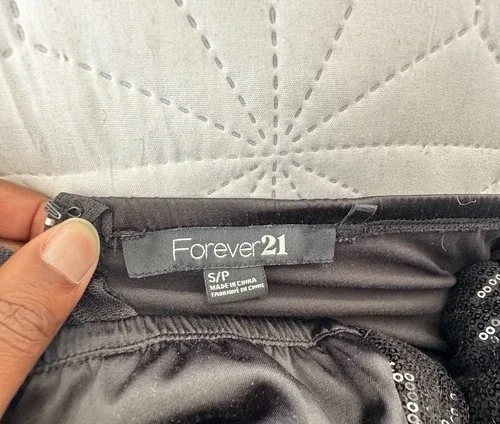 Forever21
S/P
MADE IN CHINA
FABRIQUÉ EN CHINE